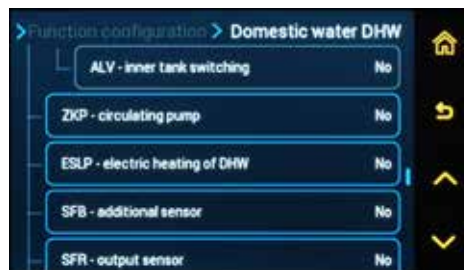 Function configuration > Domestic water DHW
ALV - inner tank switching No
ZKP - circulating pump No
ESLP - electric heating of DHW No
SFB - additional sensor No
SFR - output sensor No